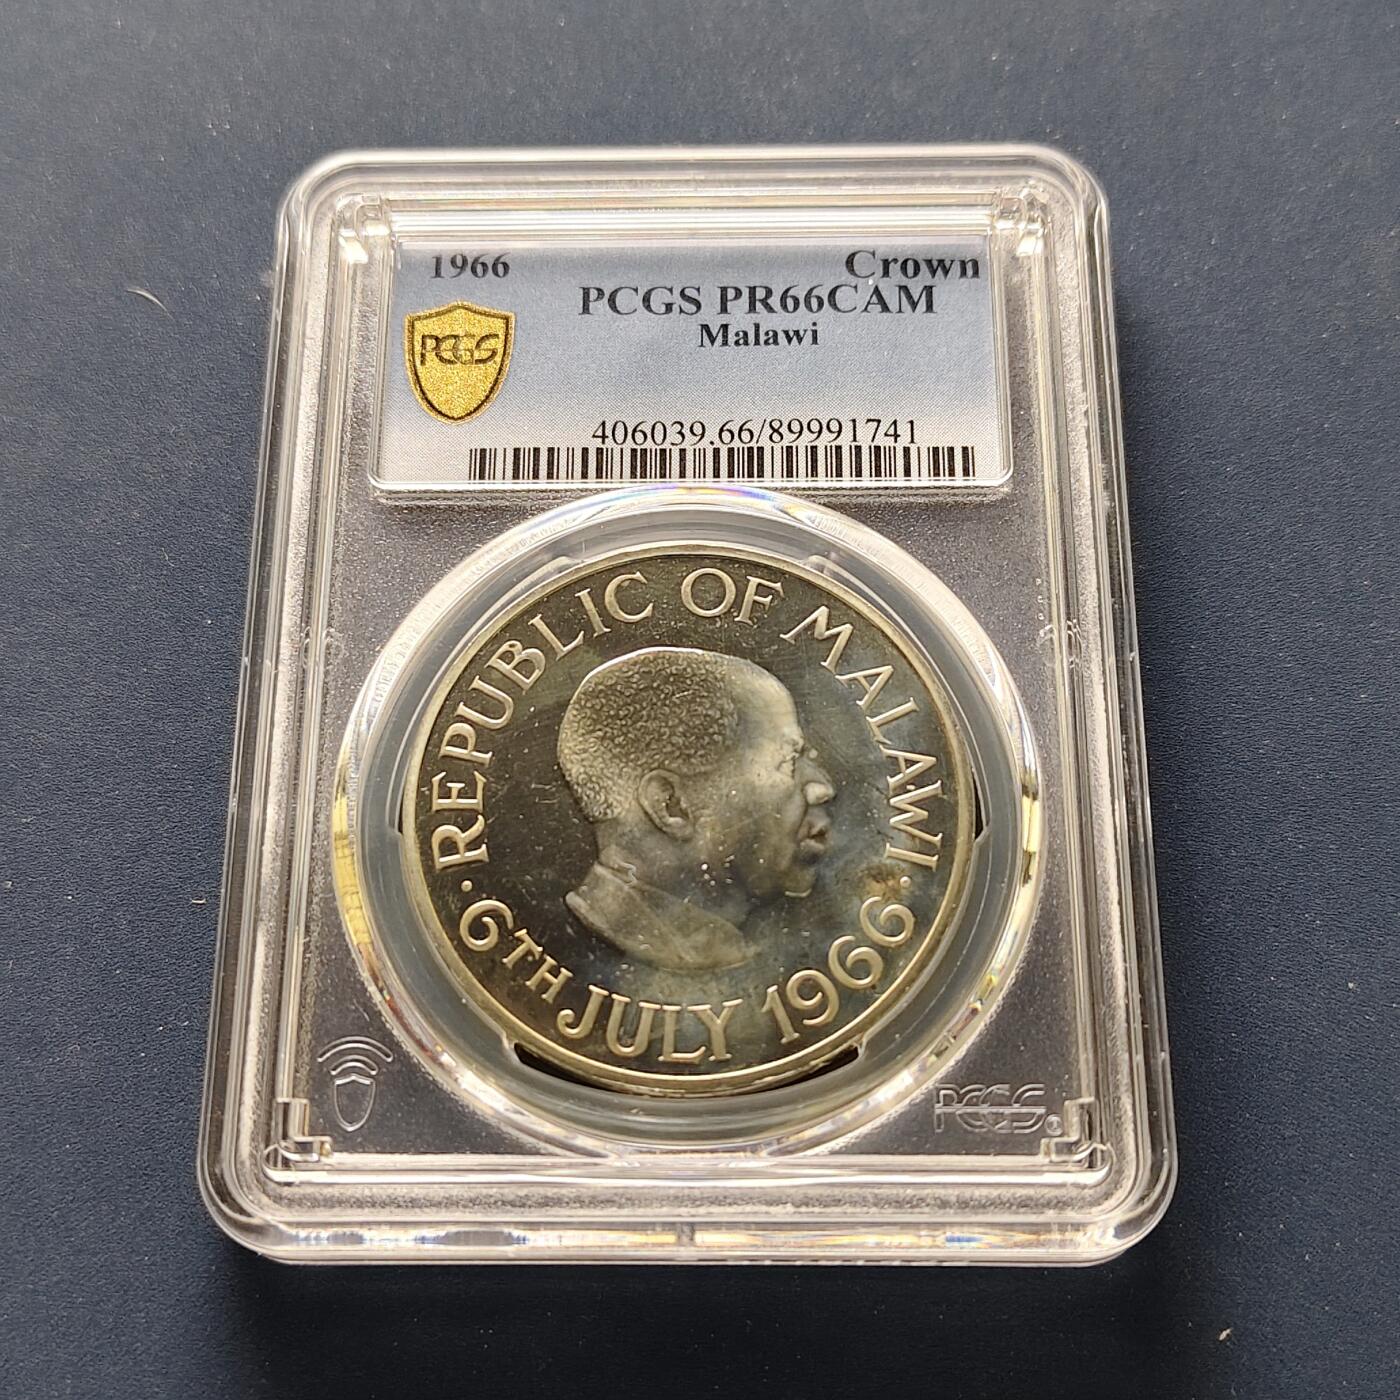 1966 Crown
PCGS PR66CAM
Malawi
PCGS
406039.66/89991741
·REPUBLIC OF MALAWI·
6TH JULY 1966
PCGS®